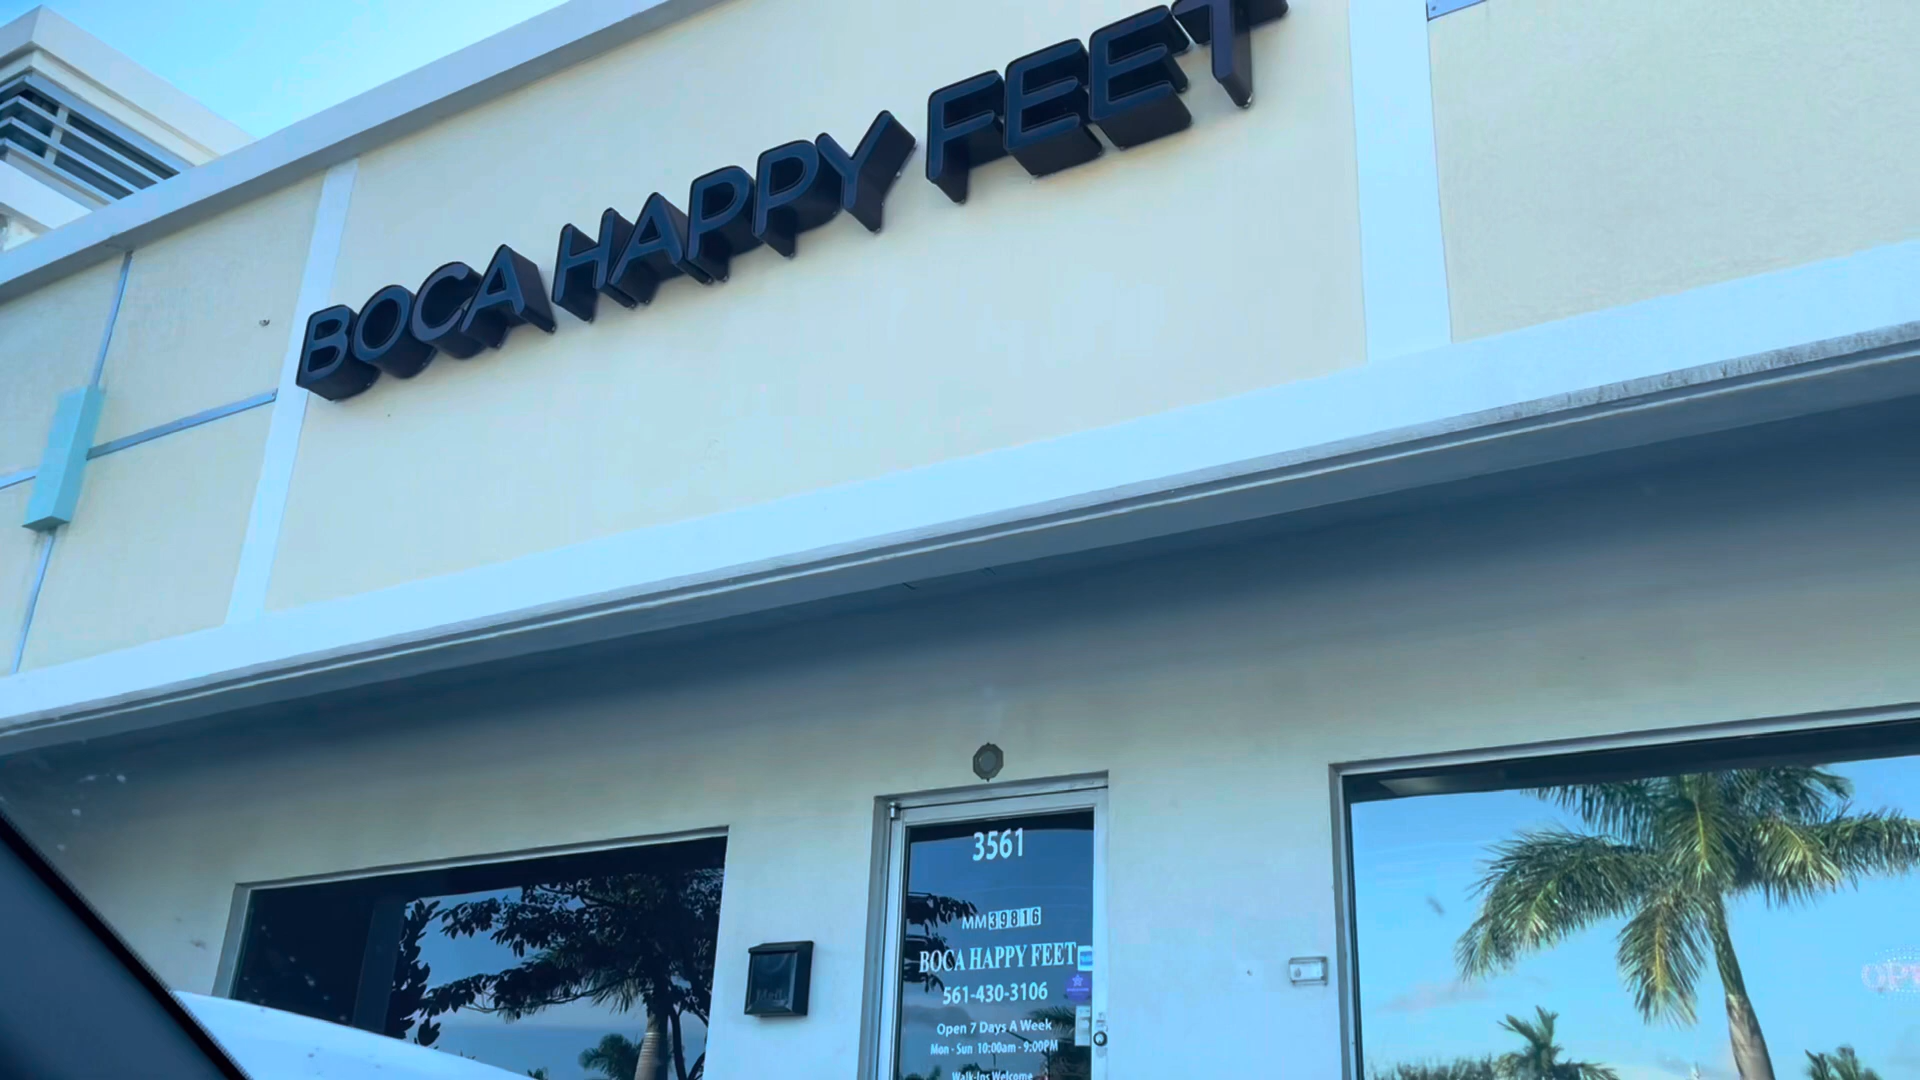 BOCA HAPPY FEET
3561
MM39816
BOCA HAPPY FEET
561-430-3106
Open 7 Days A Week
Mon - Sun 10:00am - 9:00PM
Walk-Ins Welcome